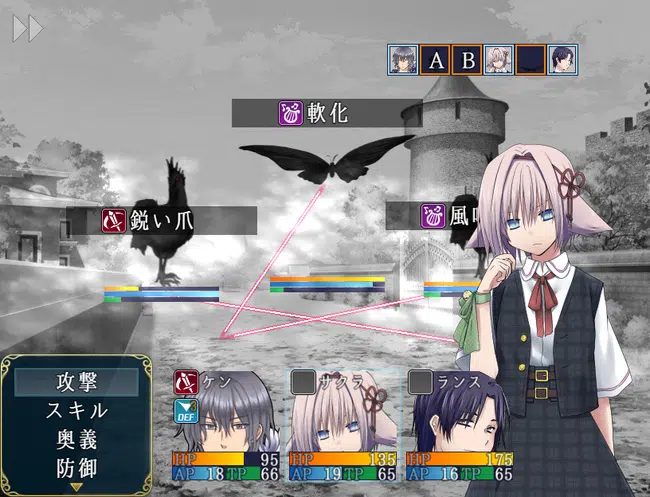 A B
軟化
鋭い爪
風
攻撃
スキル
奥義
防御
ケン
DEF
HP 95
AP 18 TP 66
サクラ
HP 135
AP 19 TP 65
ランス
HP 175
AP 16 TP 65